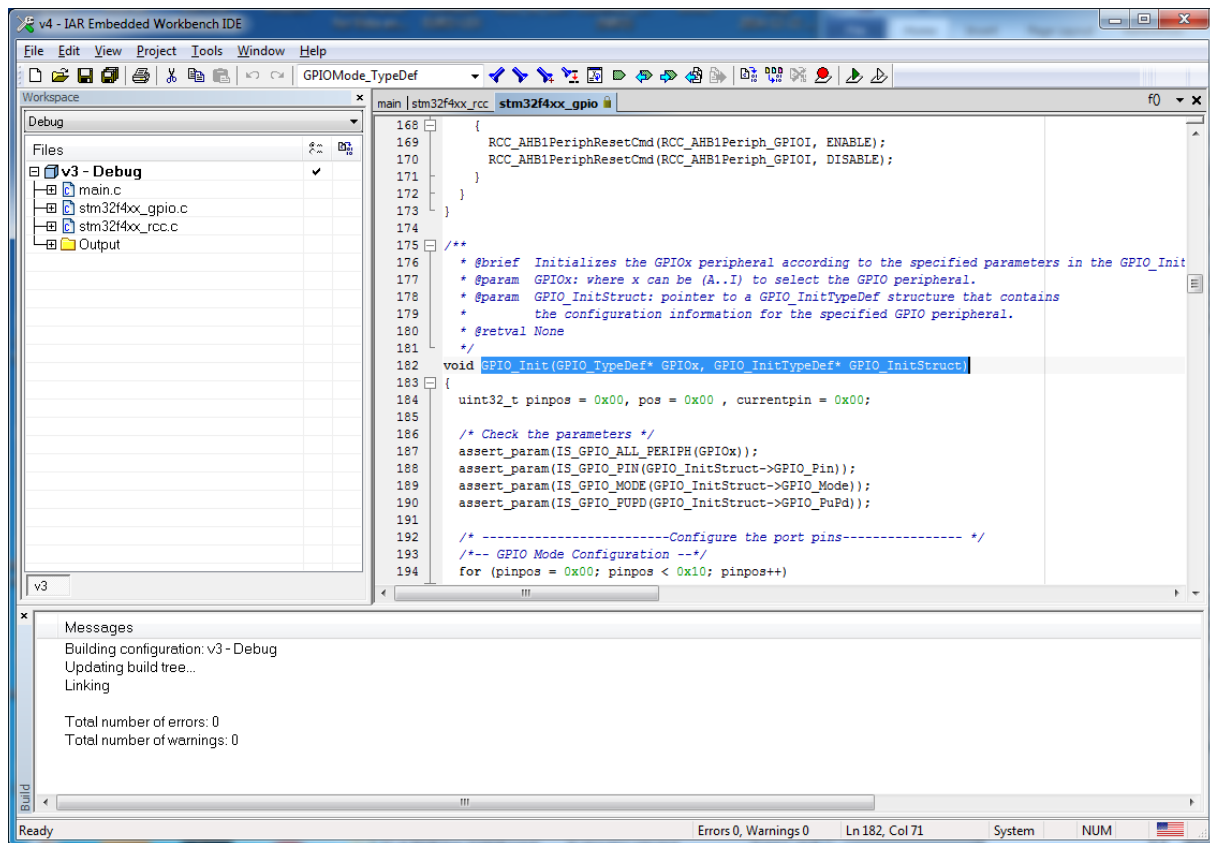 v4 - IAR Embedded Workbench IDE
File Edit View Project Tools Window Help
GPIOMode_TypeDef
Workspace
Debug
Files
v3 - Debug
main.c
stm32f4xx_gpio.c
stm32f4xx_rcc.c
Output
v3
main stm32f4xx_rcc stm32f4xx_gpio f()
168 {
169 RCC_AHB1PeriphResetCmd(RCC_AHB1Periph_GPIOI, ENABLE);
170 RCC_AHB1PeriphResetCmd(RCC_AHB1Periph_GPIOI, DISABLE);
171 }
172 }
173 }
174
175 /**
176 * @brief Initializes the GPIOx peripheral according to the specified parameters in the GPIO_Init
177 * @param GPIOx: where x can be (A..I) to select the GPIO peripheral.
178 * @param GPIO_InitStruct: pointer to a GPIO_InitTypeDef structure that contains
179 * the configuration information for the specified GPIO peripheral.
180 * @retval None
181 */
182 void GPIO_Init(GPIO_TypeDef* GPIOx, GPIO_InitTypeDef* GPIO_InitStruct)
183 {
184 uint32_t pinpos = 0x00, pos = 0x00 , currentpin = 0x00;
185
186 /* Check the parameters */
187 assert_param(IS_GPIO_ALL_PERIPH(GPIOx));
188 assert_param(IS_GPIO_PIN(GPIO_InitStruct->GPIO_Pin));
189 assert_param(IS_GPIO_MODE(GPIO_InitStruct->GPIO_Mode));
190 assert_param(IS_GPIO_PUPD(GPIO_InitStruct->GPIO_PuPd));
191
192 /* -------------------------Configure the port pins---------------- */
193 /*-- GPIO Mode Configuration --*/
194 for (pinpos = 0x00; pinpos < 0x10; pinpos++)
Messages
Building configuration: v3 - Debug
Updating build tree...
Linking
Total number of errors: 0
Total number of warnings: 0
Build
Ready Errors 0, Warnings 0 Ln 182, Col 71 System NUM